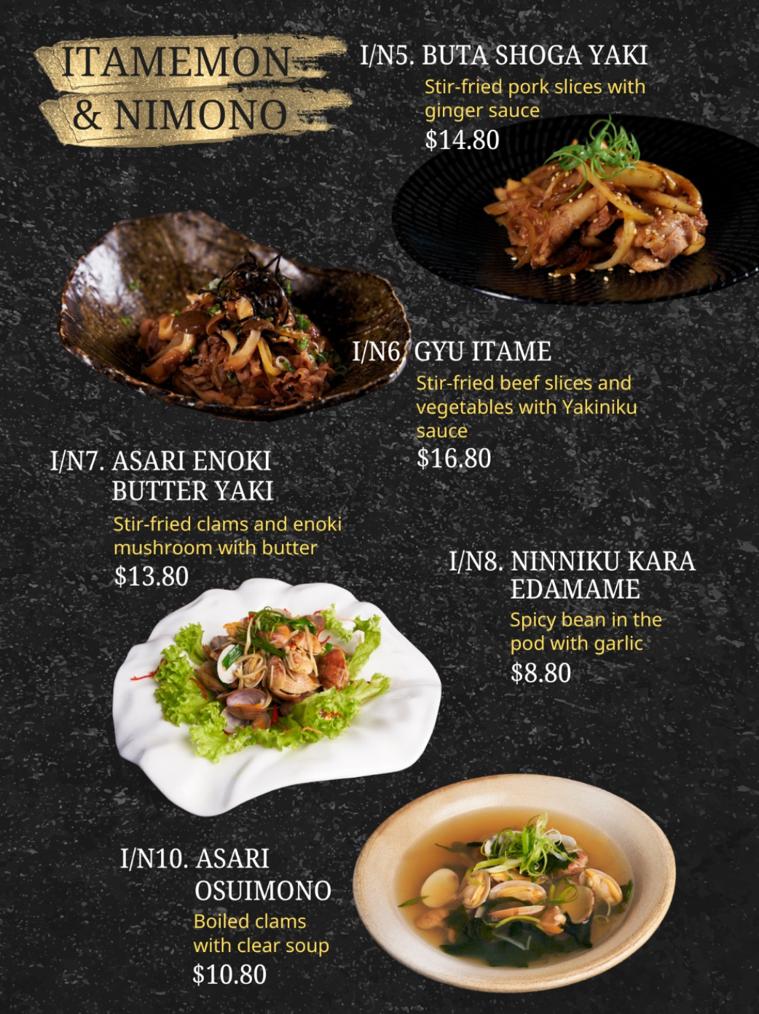 ITAMEMON
& NIMONO
I/N5. BUTA SHOGA YAKI
Stir-fried pork slices with
ginger sauce
$14.80
I/N6. GYU ITAME
Stir-fried beef slices and
vegetables with Yakiniku
sauce
$16.80
I/N7. ASARI ENOKI
BUTTER YAKI
Stir-fried clams and enoki
mushroom with butter
$13.80
I/N8. NINNIKU KARA
EDAMAME
Spicy bean in the
pod with garlic
$8.80
I/N10. ASARI
OSUIMONO
Boiled clams
with clear soup
$10.80